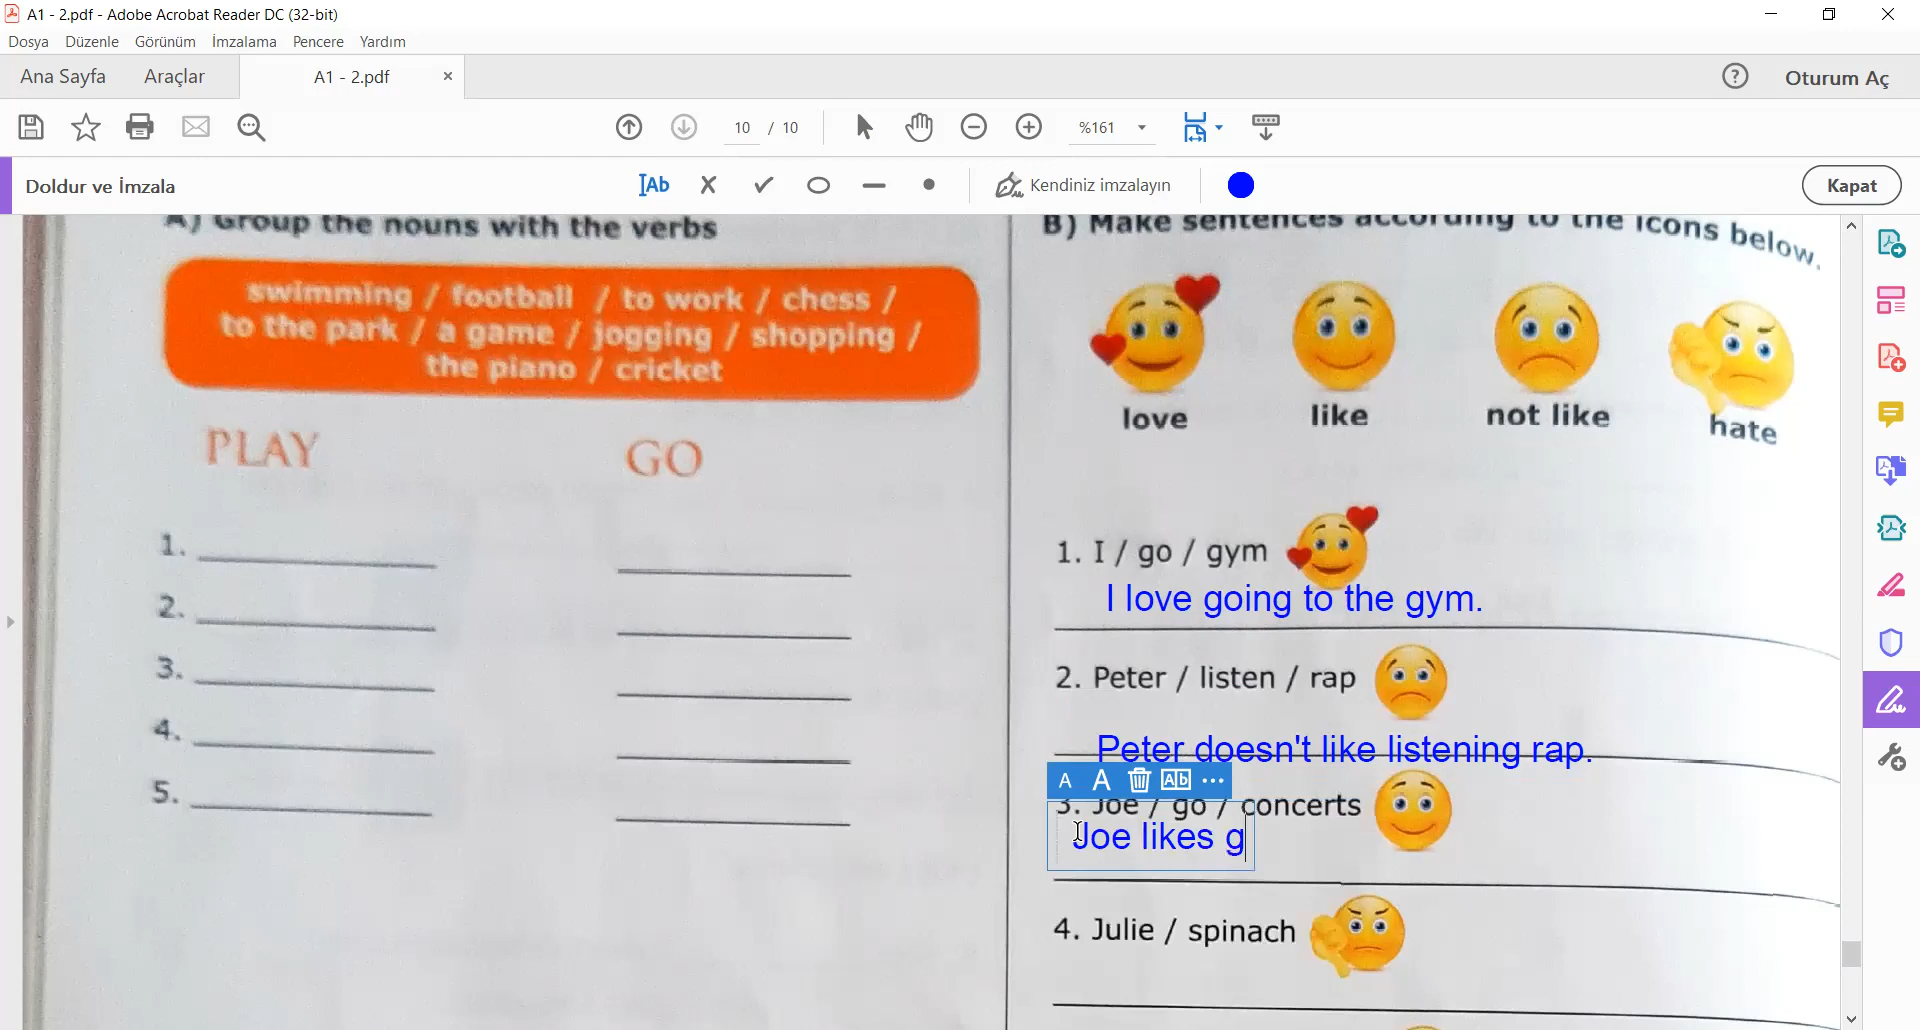 A1 - 2.pdf - Adobe Acrobat Reader DC (32-bit)
Dosya Düzenle Görünüm İmzalama Pencere Yardım
Ana Sayfa Araçlar A1 - 2.pdf × Oturum Aç
10 / 10 %161
Doldur ve İmzala Ab Kendiniz imzalayın Kapat
A) Group the nouns with the verbs
swimming / football / to work / chess /
to the park / a game / jogging / shopping /
the piano / cricket
PLAY GO
1.
2.
3.
4.
5.
B) Make sentences according to the icons below.
love like not like hate
1. I / go / gym
I love going to the gym.
2. Peter / listen / rap
Peter doesn't like listening rap.
A A Ab ...
3. Joe / go / concerts
Joe likes g
4. Julie / spinach